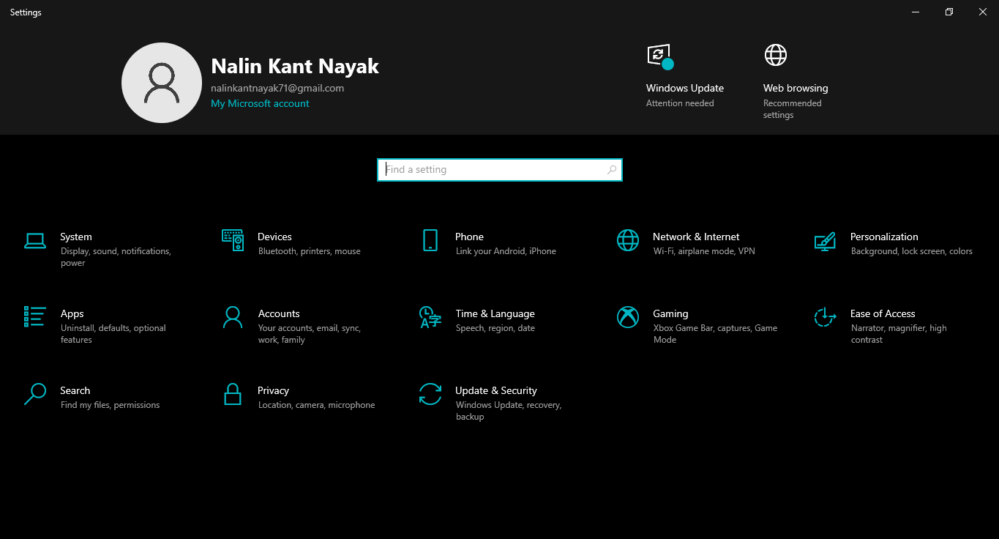 Settings
Nalin Kant Nayak
nalinkantnayak71@gmail.com
My Microsoft account
Windows Update
Attention needed
Web browsing
Recommended
settings
Find a setting
System
Display, sound, notifications,
power
Devices
Bluetooth, printers, mouse
Phone
Link your Android, iPhone
Network & Internet
Wi-Fi, airplane mode, VPN
Personalization
Background, lock screen, colors
Apps
Uninstall, defaults, optional
features
Accounts
Your accounts, email, sync,
work, family
Time & Language
Speech, region, date
Gaming
Xbox Game Bar, captures, Game
Mode
Ease of Access
Narrator, magnifier, high
contrast
Search
Find my files, permissions
Privacy
Location, camera, microphone
Update & Security
Windows Update, recovery,
backup